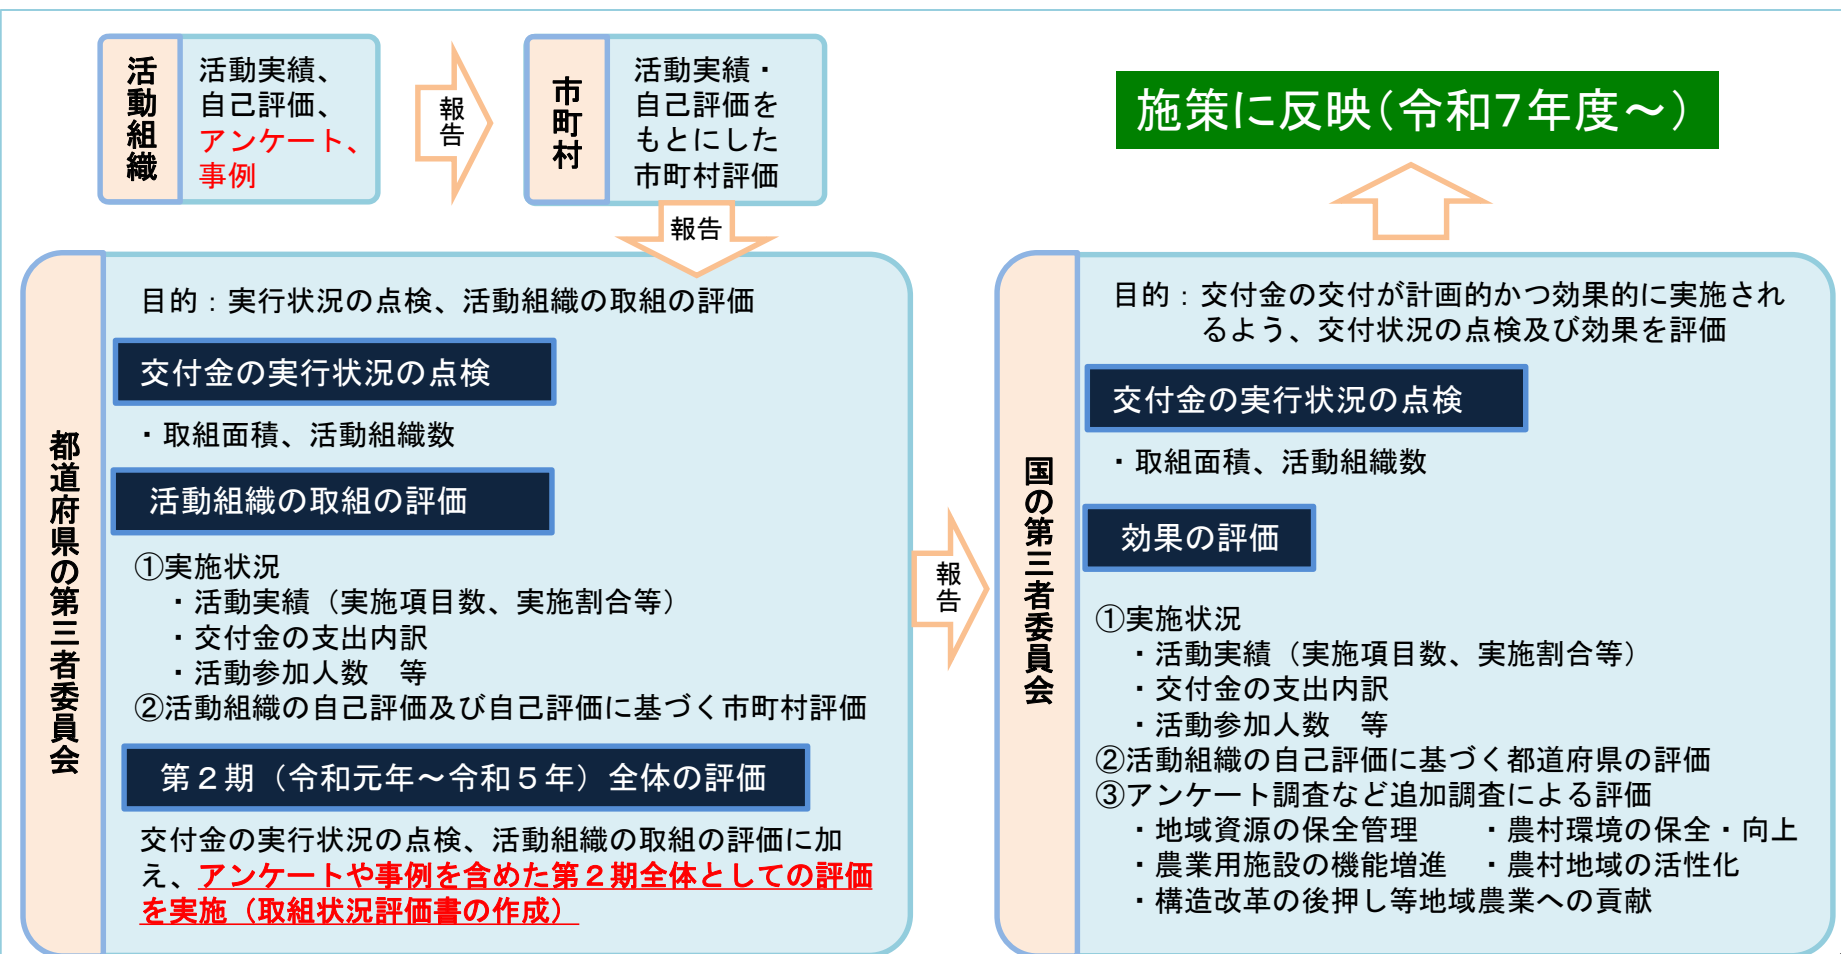 活動組織
活動実績、
自己評価、
アンケート、
事例
報告
市町村
活動実績・
自己評価を
もとにした
市町村評価
報告
施策に反映(令和7年度～)
都道府県の第三者委員会
目的：実行状況の点検、活動組織の取組の評価
交付金の実行状況の点検
・取組面積、活動組織数
活動組織の取組の評価
①実施状況
・活動実績（実施項目数、実施割合等）
・交付金の支出内訳
・活動参加人数　等
②活動組織の自己評価及び自己評価に基づく市町村評価
第２期（令和元年～令和５年）全体の評価
交付金の実行状況の点検、活動組織の取組の評価に加
え、アンケートや事例を含めた第２期全体としての評価
を実施（取組状況評価書の作成）
報告
国の第三者委員会
目的：交付金の交付が計画的かつ効果的に実施され
るよう、交付状況の点検及び効果を評価
交付金の実行状況の点検
・取組面積、活動組織数
効果の評価
①実施状況
・活動実績（実施項目数、実施割合等）
・交付金の支出内訳
・活動参加人数　等
②活動組織の自己評価に基づく都道府県の評価
③アンケート調査など追加調査による評価
・地域資源の保全管理　　・農村環境の保全・向上
・農業用施設の機能増進　・農村地域の活性化
・構造改革の後押し等地域農業への貢献